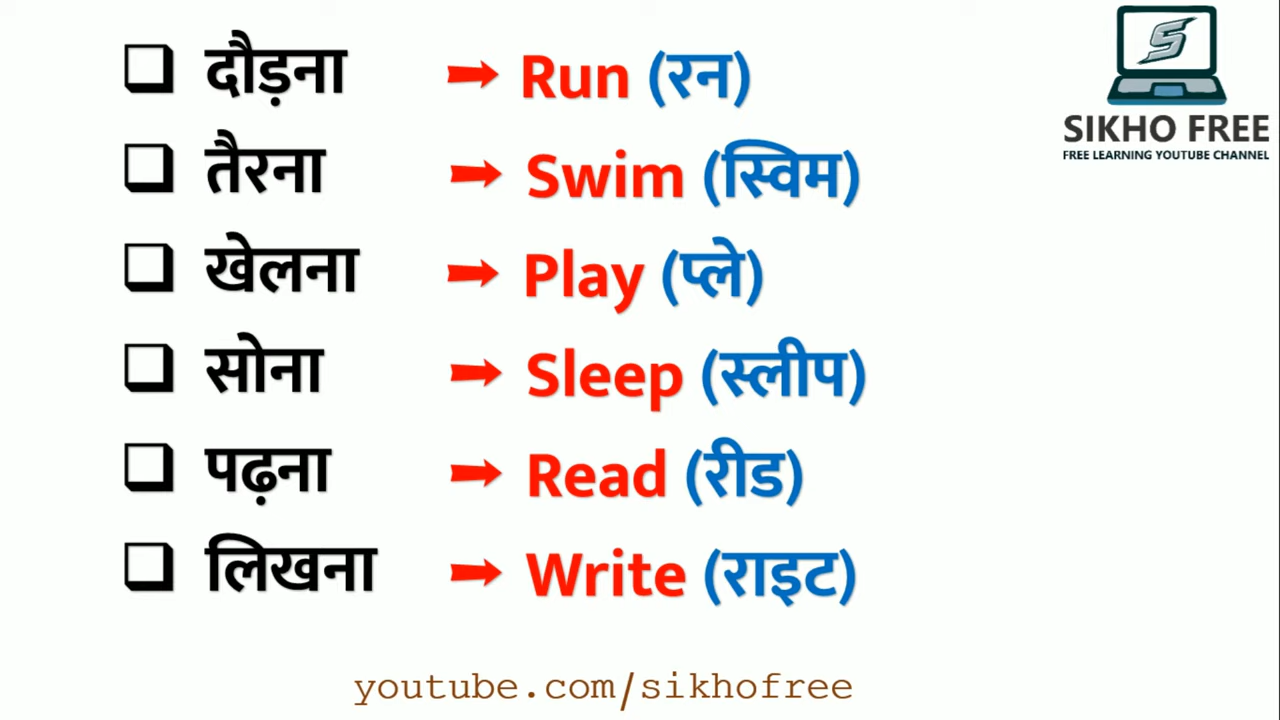 ❑ दौड़ना ➡ Run (रन)
❑ तैरना ➡ Swim (स्विम)
❑ खेलना ➡ Play (प्ले)
❑ सोना ➡ Sleep (स्लीप)
❑ पढ़ना ➡ Read (रीड)
❑ लिखना ➡ Write (राइट)
SIKHO FREE
FREE LEARNING YOUTUBE CHANNEL
youtube.com/sikhofree